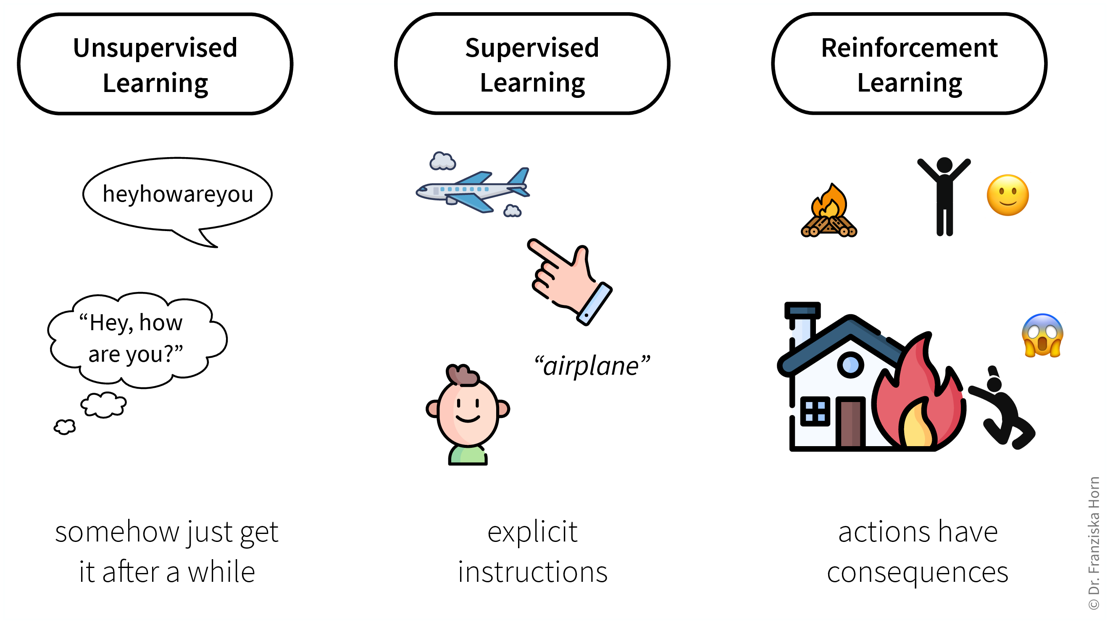 Unsupervised
Learning
heyhowareyou
“Hey, how
are you?”
somehow just get
it after a while
Supervised
Learning
“airplane”
explicit
instructions
Reinforcement
Learning
actions have
consequences
© Dr. Franziska Horn